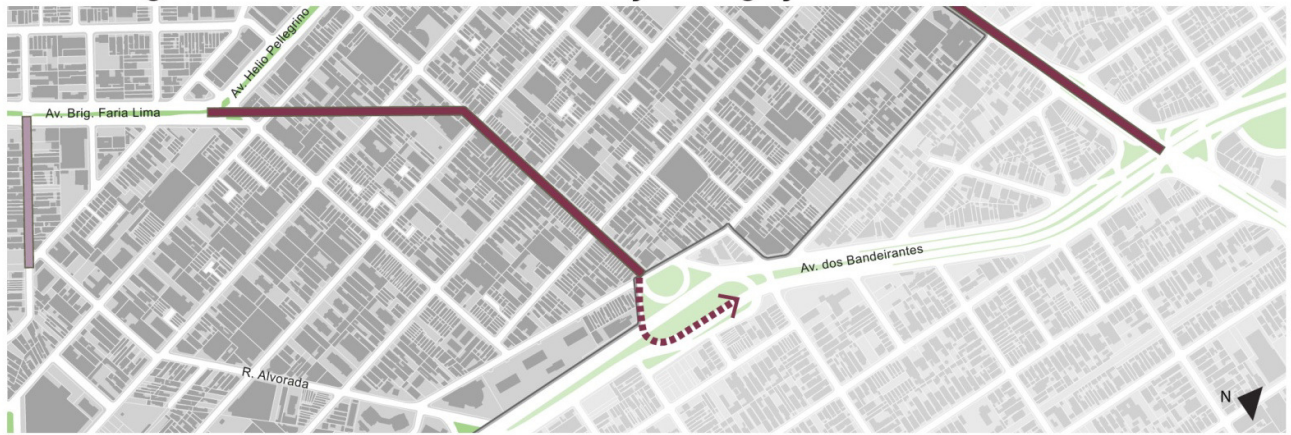 Av. Helio Pellegrino
Av. Brig. Faria Lima
Av. dos Bandeirantes
R. Alvorada
N